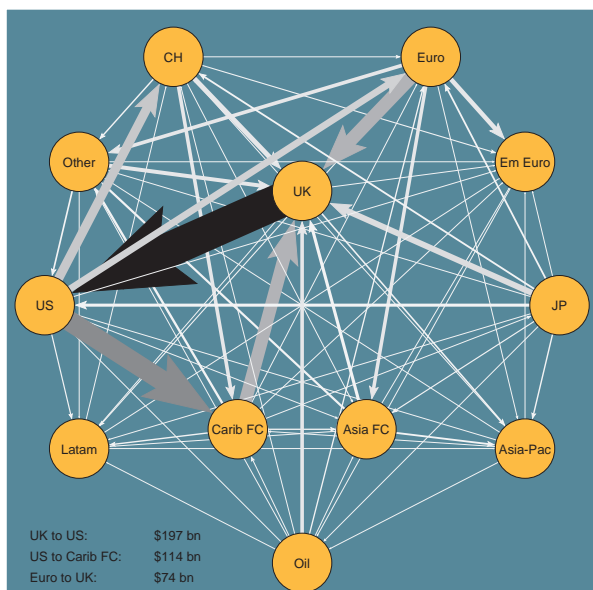 CH
Euro
Other
Em Euro
UK
US
JP
Carib FC
Asia FC
Latam
Asia-Pac
Oil
UK to US: $197 bn
US to Carib FC: $114 bn
Euro to UK: $74 bn